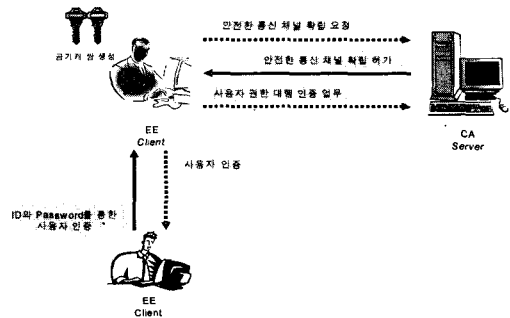 안전한 통신 채널 확립 요청
공기키 쌍 생성
안전한 통신 채널 확립 허가
사용자 권한 대행 인증 업무
EE
Client
CA
Server
사용자 인증
ID와 Password를 통한
사용자 인증
EE
Client